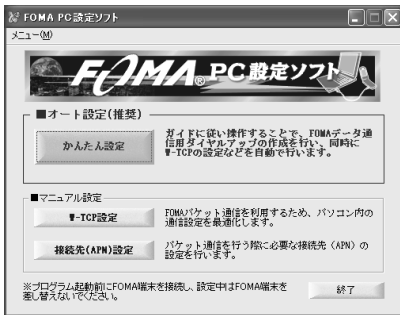 FOMA PC設定ソフト
メニュー(M)
FOMA® PC設定ソフト
■オート設定(推奨)
かんたん設定
ガイドに従い操作することで、FOMAデータ通
信用ダイヤルアップの作成を行い、同時に
W-TCPの設定などを自動で行います。
■マニュアル設定
W-TCP設定
FOMAパケット通信を利用するため、パソコン内の
通信設定を最適化します。
接続先(APN)設定
パケット通信を行う際に必要な接続先(APN)の
設定を行います。
※プログラム起動前にFOMA端末を接続し、設定中はFOMA端末を
差し替えないでください。
終了